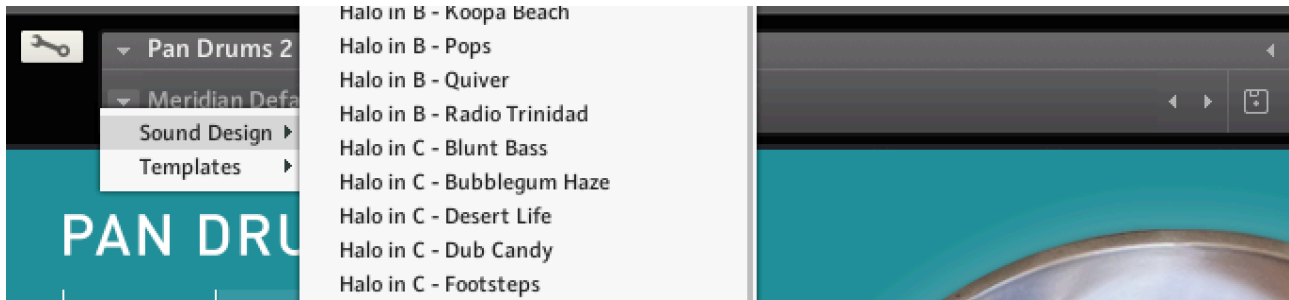 Halo in B - Koopa Beach
Pan Drums 2
Halo in B - Pops
Halo in B - Quiver
Meridian Defa
Halo in B - Radio Trinidad
Sound Design
Halo in C - Blunt Bass
Templates
Halo in C - Bubblegum Haze
Halo in C - Desert Life
PAN DRU
Halo in C - Dub Candy
Halo in C - Footsteps